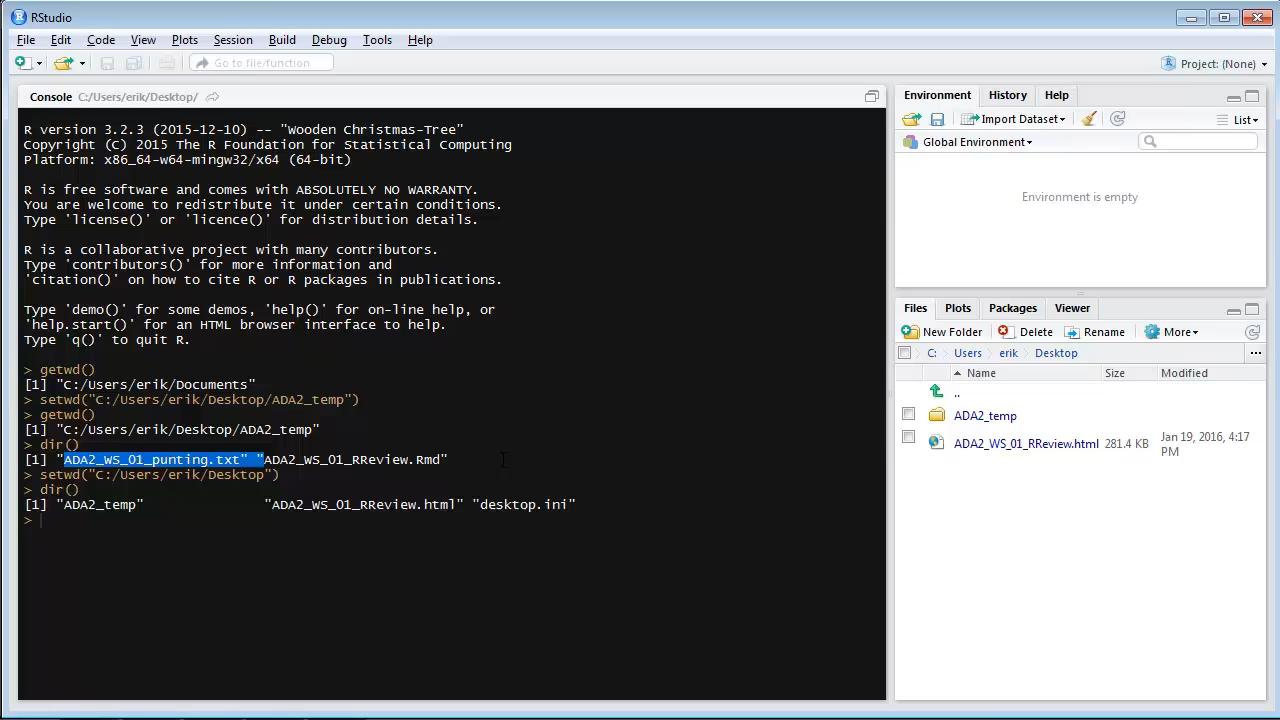 RStudio
File Edit Code View Plots Session Build Debug Tools Help
Go to file/function
Project: (None)
Console C:/Users/erik/Desktop/
R version 3.2.3 (2015-12-10) -- "Wooden Christmas-Tree"
Copyright (C) 2015 The R Foundation for Statistical Computing
Platform: x86_64-w64-mingw32/x64 (64-bit)
R is free software and comes with ABSOLUTELY NO WARRANTY.
You are welcome to redistribute it under certain conditions.
Type 'license()' or 'licence()' for distribution details.
R is a collaborative project with many contributors.
Type 'contributors()' for more information and
'citation()' on how to cite R or R packages in publications.
Type 'demo()' for some demos, 'help()' for on-line help, or
'help.start()' for an HTML browser interface to help.
Type 'q()' to quit R.
> getwd()
[1] "C:/Users/erik/Documents"
> setwd("C:/Users/erik/Desktop/ADA2_temp")
> getwd()
[1] "C:/Users/erik/Desktop/ADA2_temp"
> dir()
[1] "ADA2_WS_01_punting.txt" "ADA2_WS_01_RReview.Rmd"
> setwd("C:/Users/erik/Desktop")
> dir()
[1] "ADA2_temp" "ADA2_WS_01_RReview.html" "desktop.ini"
>
Environment History Help
Import Dataset List
Global Environment
Environment is empty
Files Plots Packages Viewer
New Folder Delete Rename More
C: Users erik Desktop ...
Name Size Modified
..
ADA2_temp
ADA2_WS_01_RReview.html 281.4 KB Jan 19, 2016, 4:17
PM